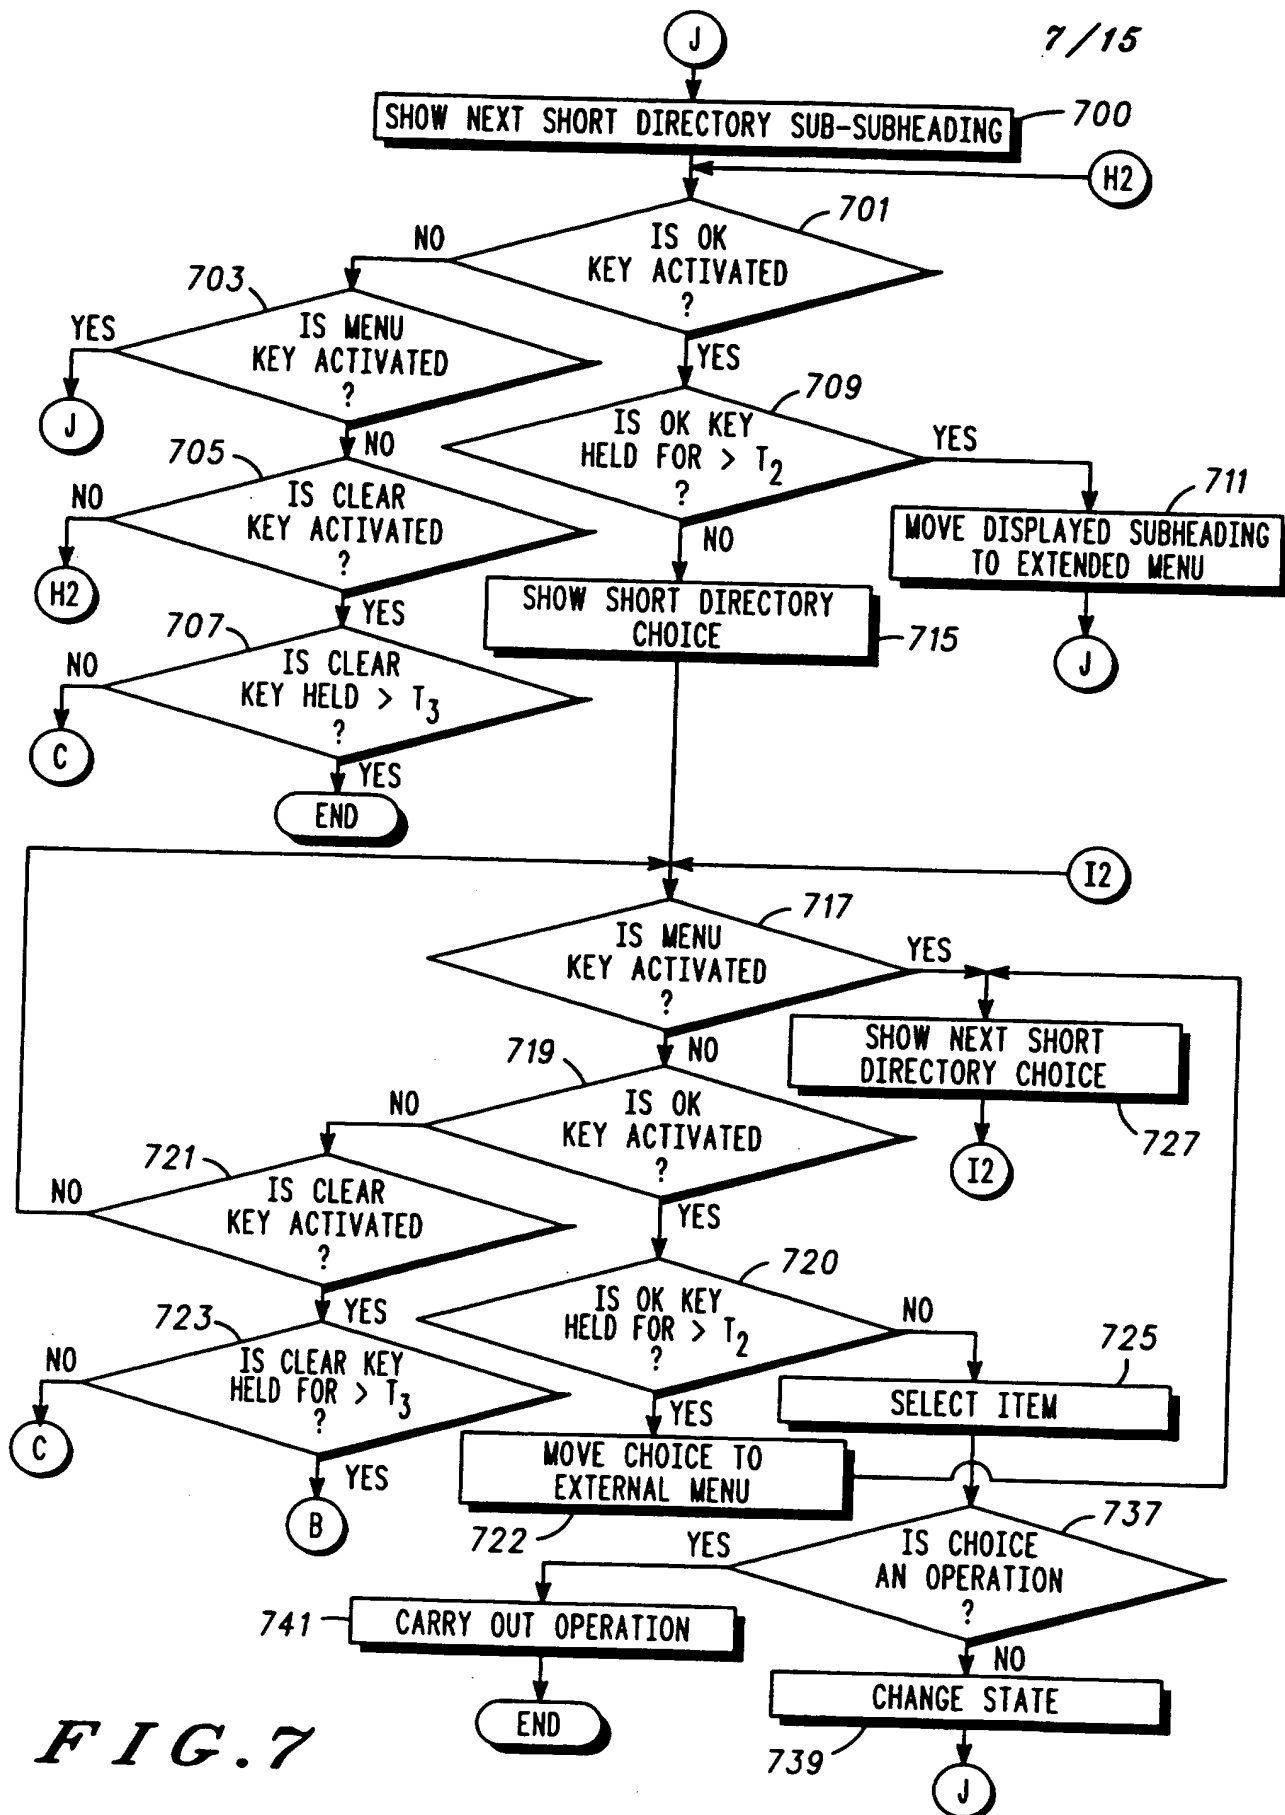 J
7/15
SHOW NEXT SHORT DIRECTORY SUB-SUBHEADING
700
H2
701
IS OK
KEY ACTIVATED
?
NO
YES
703
IS MENU
KEY ACTIVATED
?
YES
J
NO
709
IS OK KEY
HELD FOR > T2
?
YES
NO
711
MOVE DISPLAYED SUBHEADING
TO EXTENDED MENU
J
705
IS CLEAR
KEY ACTIVATED
?
NO
H2
YES
SHOW SHORT DIRECTORY
CHOICE
715
707
IS CLEAR
KEY HELD > T3
?
NO
C
YES
END
I2
717
IS MENU
KEY ACTIVATED
?
YES
NO
SHOW NEXT SHORT
DIRECTORY CHOICE
727
I2
719
IS OK
KEY ACTIVATED
?
NO
YES
721
IS CLEAR
KEY ACTIVATED
?
NO
YES
720
IS OK KEY
HELD FOR > T2
?
NO
YES
725
SELECT ITEM
723
IS CLEAR KEY
HELD FOR > T3
?
NO
C
YES
B
MOVE CHOICE TO
EXTERNAL MENU
722
737
IS CHOICE
AN OPERATION
?
YES
NO
741
CARRY OUT OPERATION
END
CHANGE STATE
739
J
FIG.7